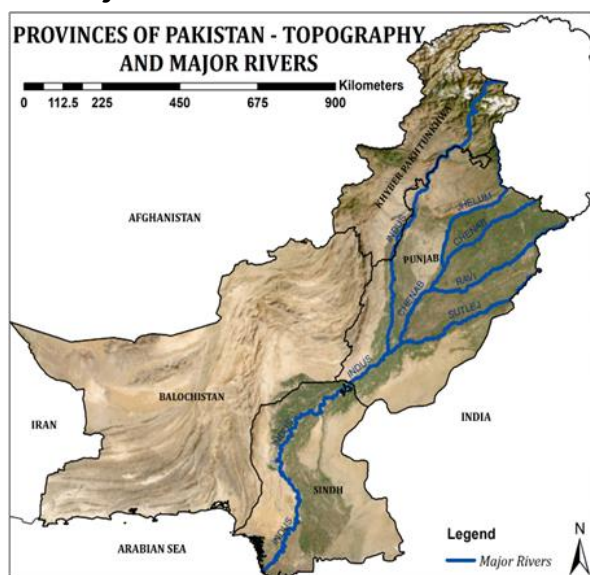 PROVINCES OF PAKISTAN - TOPOGRAPHY
AND MAJOR RIVERS
Kilometers
0 112.5 225 450 675 900
KHYBER PAKHTUNKHWA
AFGHANISTAN
INDUS
JHELUM
CHENAB
PUNJAB
RAVI
CHENAB
SUTLEJ
INDUS
BALOCHISTAN
IRAN
INDIA
INDUS
SINDH
INDUS
ARABIAN SEA
N
Legend
Major Rivers